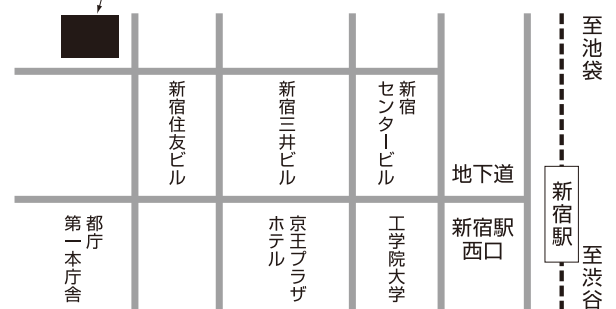 至池袋
新宿
センタービル
新宿三井ビル
新宿住友ビル
地下道
新宿駅
至渋谷
新宿駅
西口
工学院大学
京王プラザ
ホテル
都庁
第一本庁舎